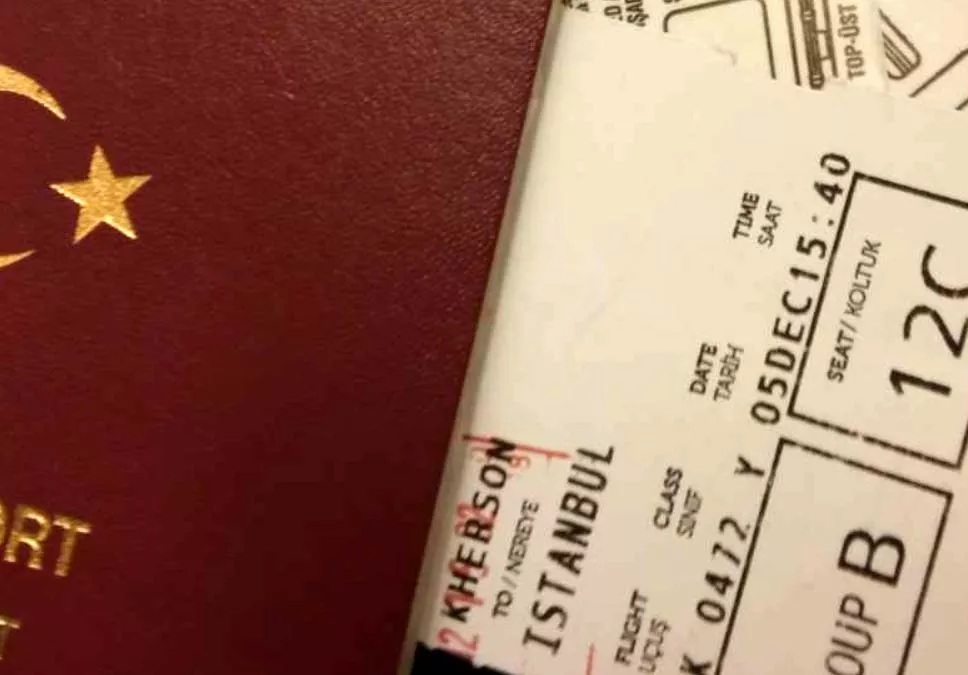 ORT
TOP-ÜST
KHERSON
TO / NEREYE
ISTANBUL
FLIGHT CLASS DATE TIME
UÇUŞ SINIF TARİH SAAT
K 0472 Y 05DEC15:40
SEAT/ KOLTUK
12C
OUP B